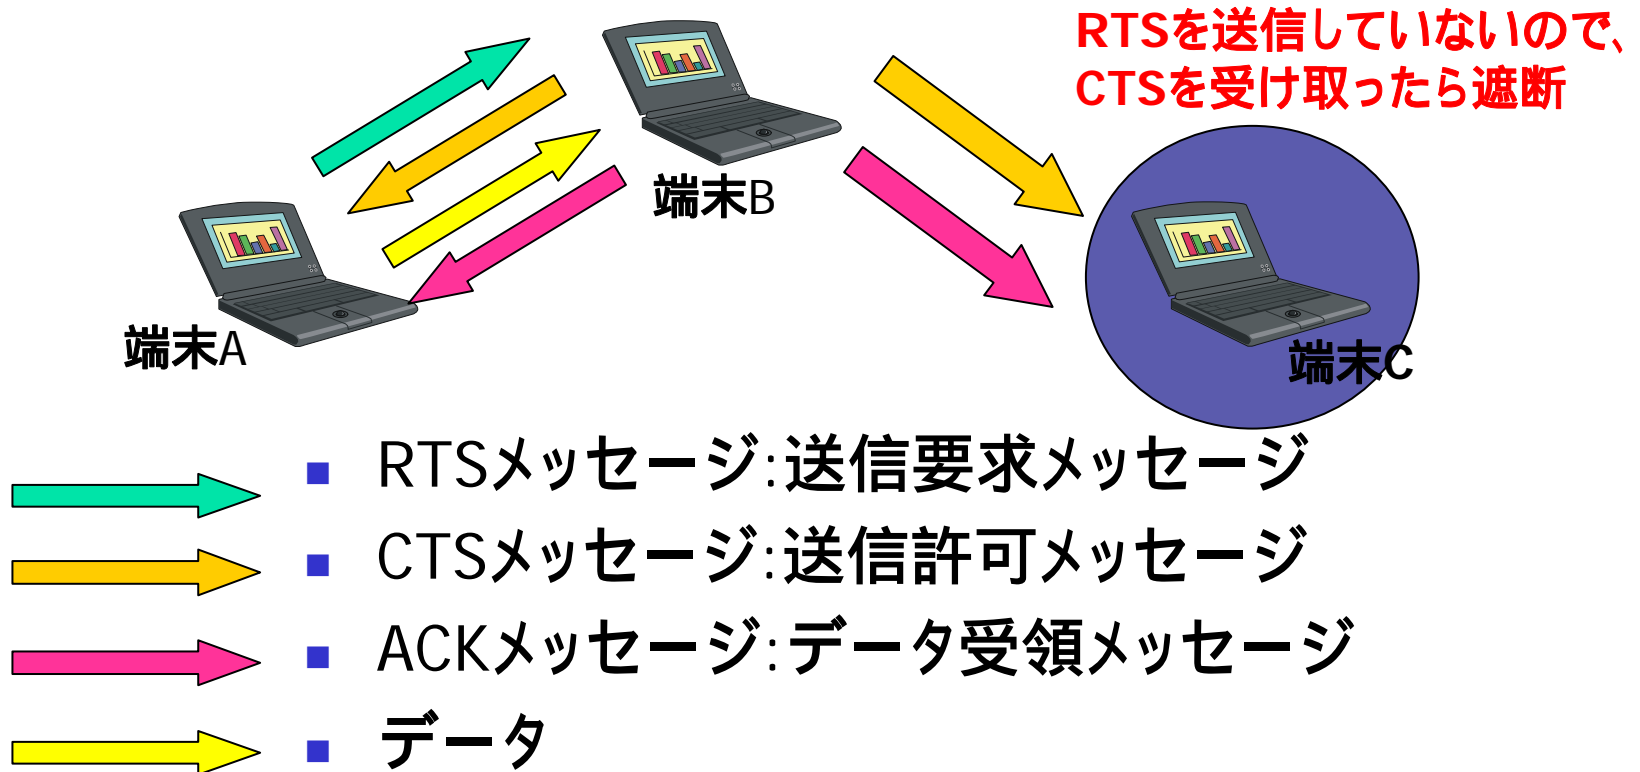 RTSを送信していないので、
CTSを受け取ったら遮断
端末B
端末A
端末C
RTSメッセージ:送信要求メッセージ
CTSメッセージ:送信許可メッセージ
ACKメッセージ:データ受領メッセージ
データ